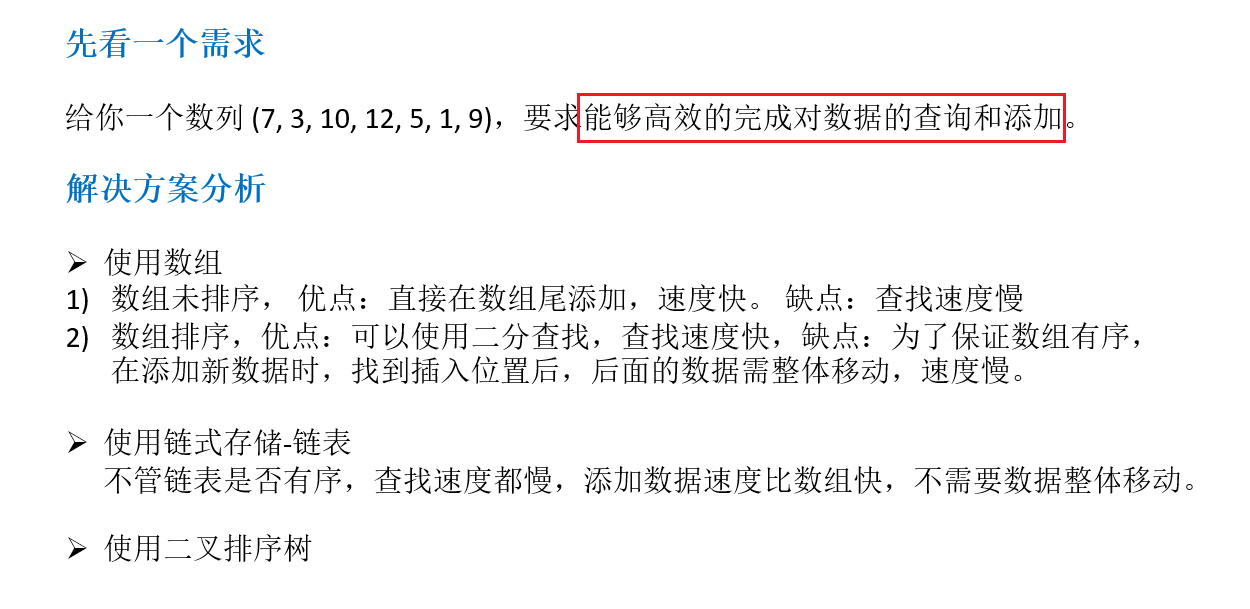 先看一个需求
给你一个数列 (7, 3, 10, 12, 5, 1, 9)，要求能够高效的完成对数据的查询和添加。
解决方案分析
➢ 使用数组
1) 数组未排序， 优点：直接在数组尾添加，速度快。 缺点：查找速度慢
2) 数组排序，优点：可以使用二分查找，查找速度快，缺点：为了保证数组有序，
在添加新数据时，找到插入位置后，后面的数据需整体移动，速度慢。
➢ 使用链式存储-链表
不管链表是否有序，查找速度都慢，添加数据速度比数组快，不需要数据整体移动。
➢ 使用二叉排序树